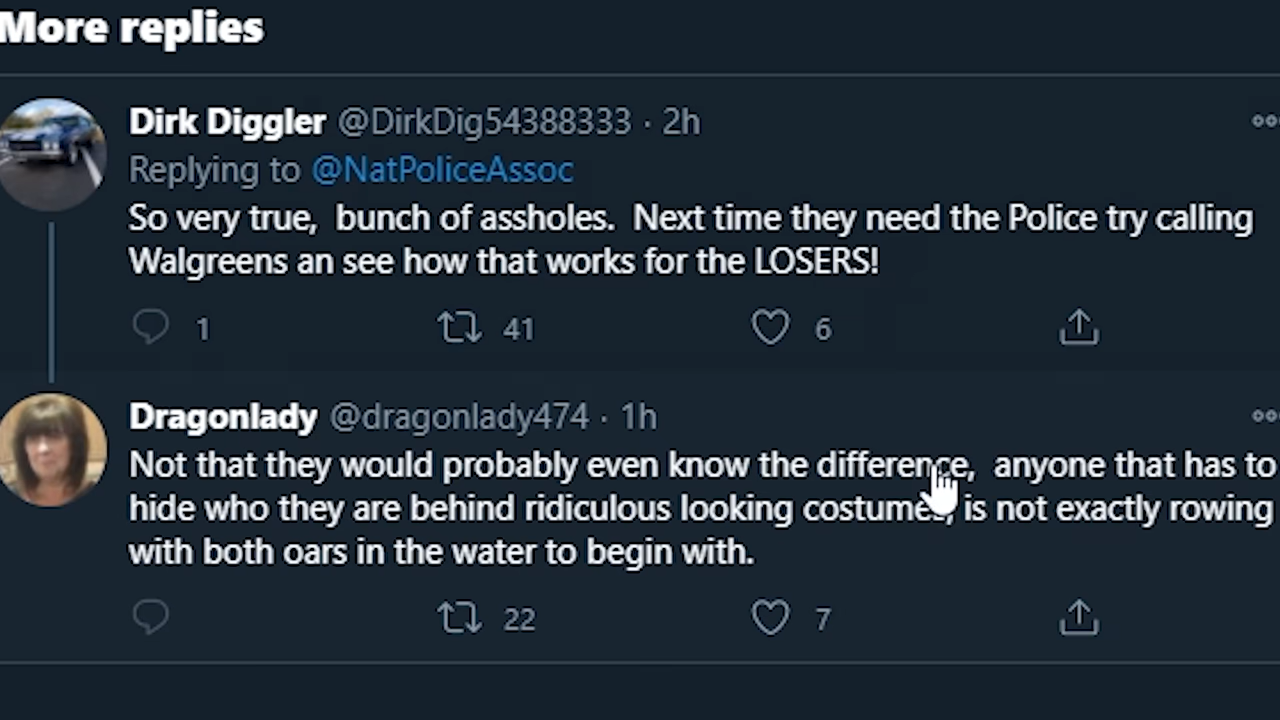 More replies
Dirk Diggler @DirkDig54388333 · 2h
Replying to @NatPoliceAssoc
So very true,  bunch of assholes.  Next time they need the Police try calling
Walgreens an see how that works for the LOSERS!
1 41 6
Dragonlady @dragonlady474 · 1h
Not that they would probably even know the difference,  anyone that has to
hide who they are behind ridiculous looking costumes, is not exactly rowing
with both oars in the water to begin with.
22 7